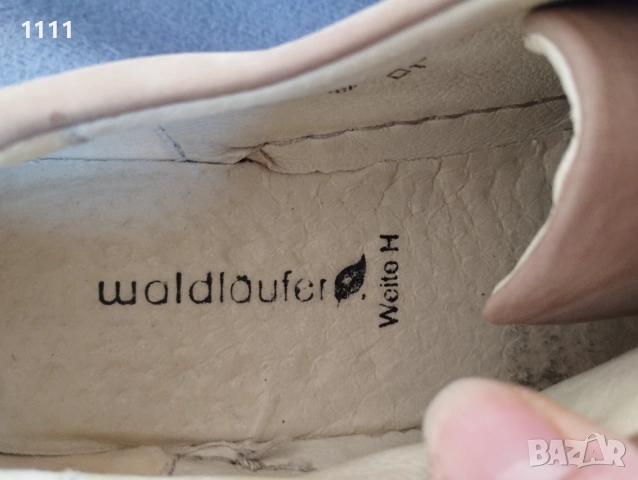 1111
waldläufer
Weite H
BAZAR